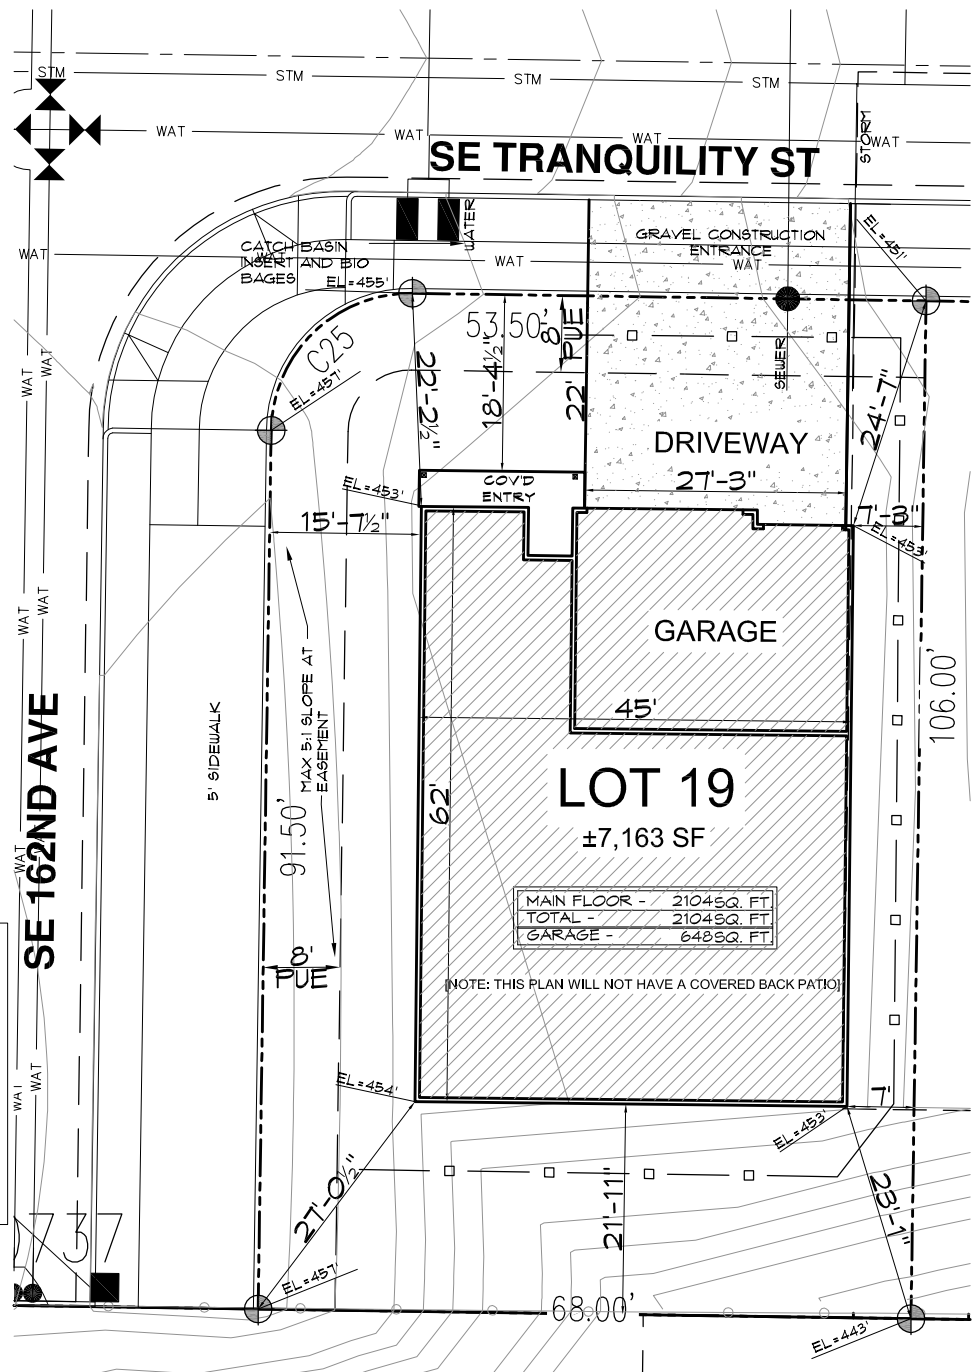 STM
STM
STM
STM
WAT
WAT
WAT
WAT
SE TRANQUILITY ST
STORM
WATER
CATCH BASIN
INSERT AND BIO
BAGES
WAT
WAT
WAT
WAT
GRAVEL CONSTRUCTION
ENTRANCE
EL=451'
EL=455'
53.50'
8'
PUE
C25
EL=457'
22'-2½"
18'-4½"
22'
SEWER
24'-7"
WAT
WAT
DRIVEWAY
27'-3"
COV'D
ENTRY
EL=453'
15'-7½"
7'-3"
EL=453'
WAT
WAT
GARAGE
45'
MAX 5:1 SLOPE AT
EASEMENT
5' SIDEWALK
106.00'
SE 162ND AVE
WAT
WAT
LOT 19
±7,163 SF
62'
91.50'
MAIN FLOOR - 2104SQ. FT.
TOTAL - 2104SQ. FT.
GARAGE - 648SQ. FT.
8'
PUE
[NOTE: THIS PLAN WILL NOT HAVE A COVERED BACK PATIO]
WAT
WAT
EL=454'
7'
EL=453'
27'-0½"
21'-11"
23'-1"
737
EL=457'
68.00'
EL=443'